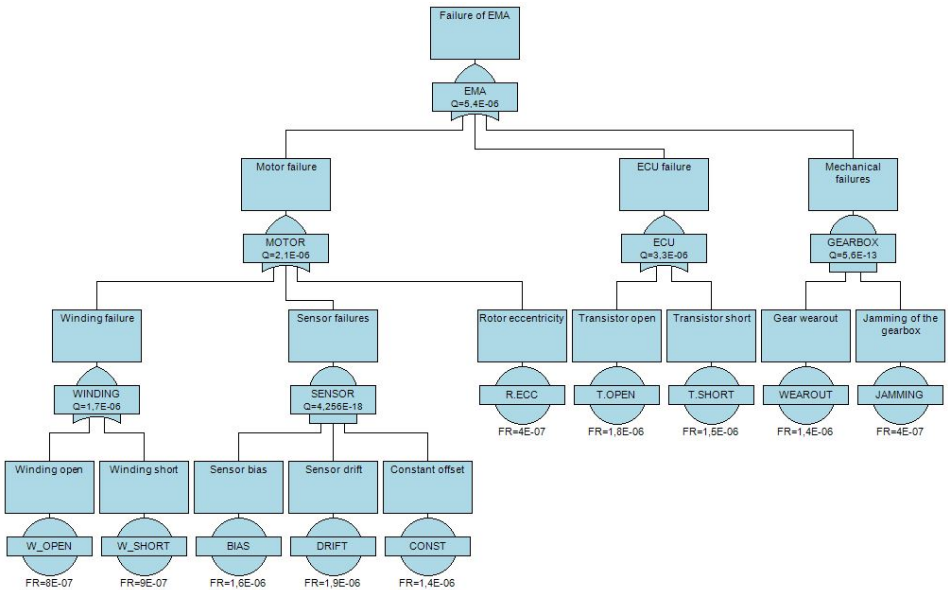 Failure of EMA
EMA
Q=5,4E-06
Motor failure
ECU failure
Mechanical
failures
MOTOR
Q=2,1E-06
ECU
Q=3,3E-06
GEARBOX
Q=5,6E-13
Winding failure
Sensor failures
Rotor eccentricity
Transistor open
Transistor short
Gear wearout
Jamming of the
gearbox
WINDING
Q=1,7E-06
SENSOR
Q=4,256E-18
R.ECC
T.OPEN
T.SHORT
WEAROUT
JAMMING
FR=4E-07
FR=1,8E-06
FR=1,5E-06
FR=1,4E-06
FR=4E-07
Winding open
Winding short
Sensor bias
Sensor drift
Constant offset
W_OPEN
W_SHORT
BIAS
DRIFT
CONST
FR=8E-07
FR=9E-07
FR=1,6E-06
FR=1,9E-06
FR=1,4E-06